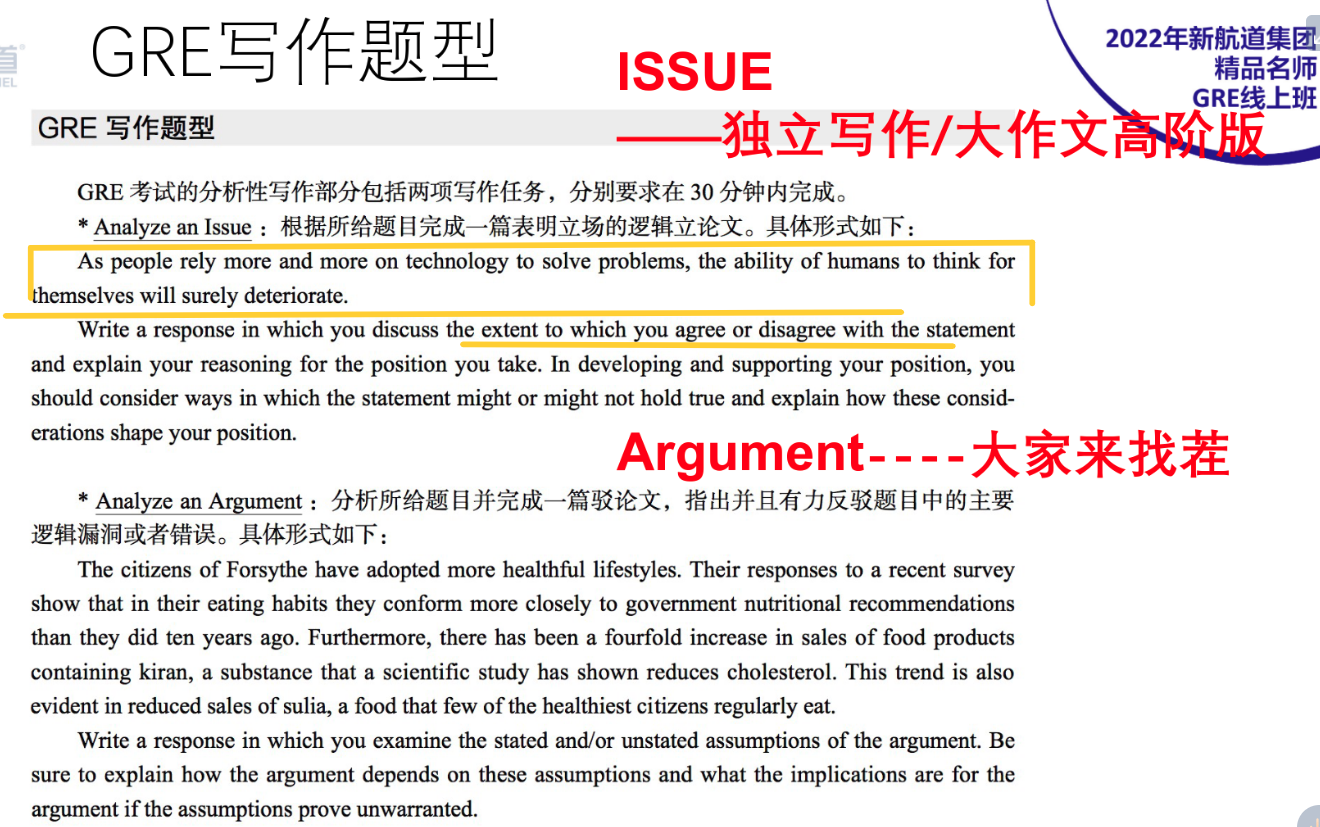 GRE写作题型
ISSUE
——独立写作/大作文高阶版
2022年新航道集团
精品名师
GRE线上班
GRE 写作题型
GRE 考试的分析性写作部分包括两项写作任务，分别要求在 30 分钟内完成。
* Analyze an Issue ：根据所给题目完成一篇表明立场的逻辑立论文。具体形式如下：
As people rely more and more on technology to solve problems, the ability of humans to think for
themselves will surely deteriorate.
Write a response in which you discuss the extent to which you agree or disagree with the statement
and explain your reasoning for the position you take. In developing and supporting your position, you
should consider ways in which the statement might or might not hold true and explain how these consid-
erations shape your position.
Argument----大家来找茬
* Analyze an Argument ：分析所给题目并完成一篇驳论文，指出并且有力反驳题目中的主要
逻辑漏洞或者错误。具体形式如下：
The citizens of Forsythe have adopted more healthful lifestyles. Their responses to a recent survey
show that in their eating habits they conform more closely to government nutritional recommendations
than they did ten years ago. Furthermore, there has been a fourfold increase in sales of food products
containing kiran, a substance that a scientific study has shown reduces cholesterol. This trend is also
evident in reduced sales of sulia, a food that few of the healthiest citizens regularly eat.
Write a response in which you examine the stated and/or unstated assumptions of the argument. Be
sure to explain how the argument depends on these assumptions and what the implications are for the
argument if the assumptions prove unwarranted.